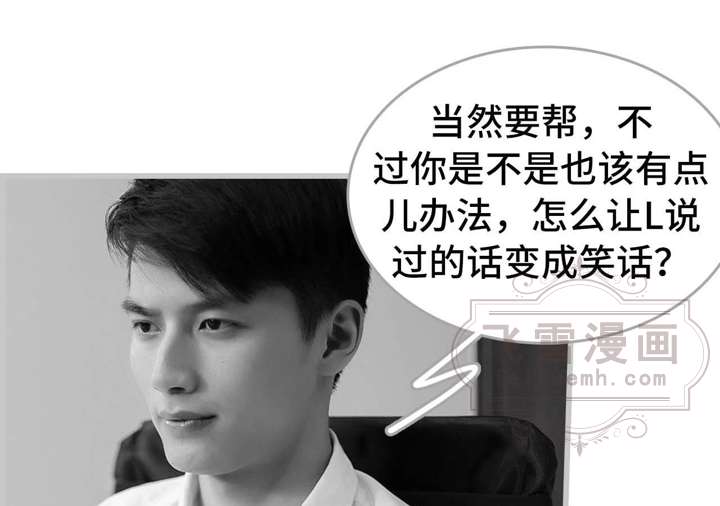 当然要帮，不
过你是不是也该有点
儿办法，怎么让L说
过的话变成笑话？
飞雪漫画
emh.com